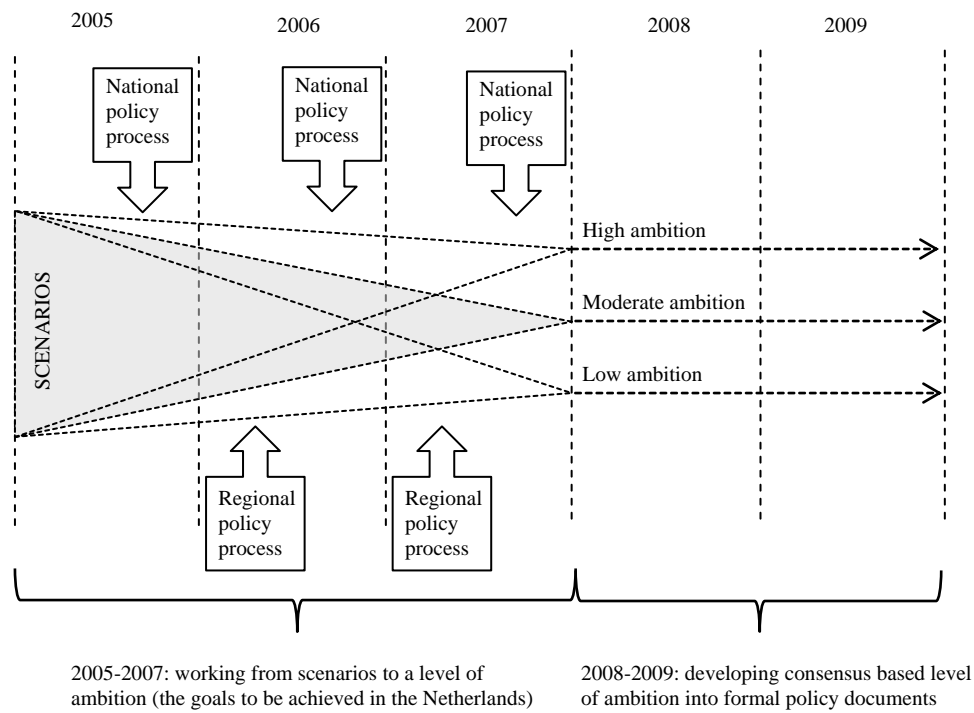 2005
2006
2007
2008
2009
National
policy
process
National
policy
process
National
policy
process
SCENARIOS
High ambition
Moderate ambition
Low ambition
Regional
policy
process
Regional
policy
process
2005-2007: working from scenarios to a level of
ambition (the goals to be achieved in the Netherlands)
2008-2009: developing consensus based level
of ambition into formal policy documents